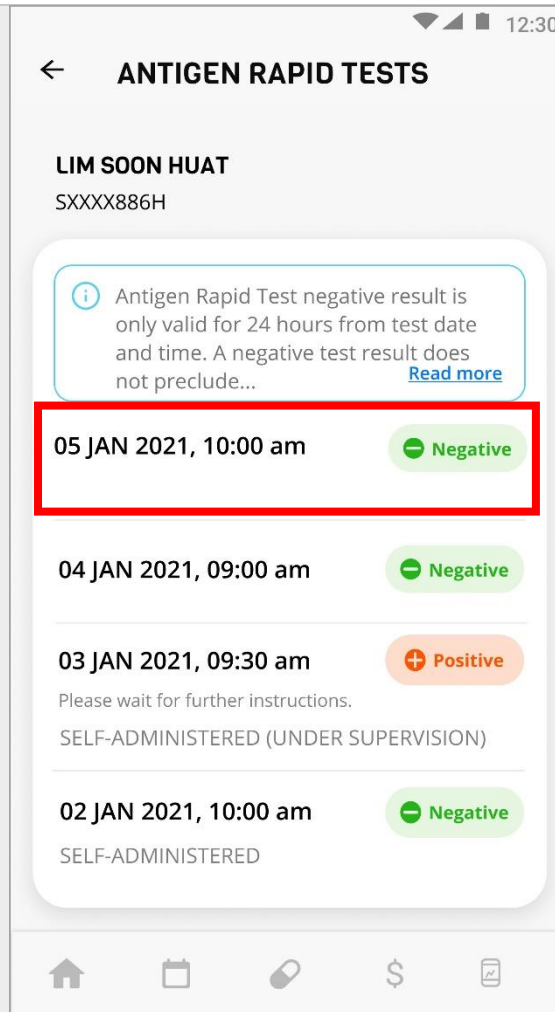 12:30
ANTIGEN RAPID TESTS
LIM SOON HUAT
SXXXX886H
Antigen Rapid Test negative result is
only valid for 24 hours from test date
and time. A negative test result does
not preclude... Read more
05 JAN 2021, 10:00 am Negative
04 JAN 2021, 09:00 am Negative
03 JAN 2021, 09:30 am Positive
Please wait for further instructions.
SELF-ADMINISTERED (UNDER SUPERVISION)
02 JAN 2021, 10:00 am Negative
SELF-ADMINISTERED